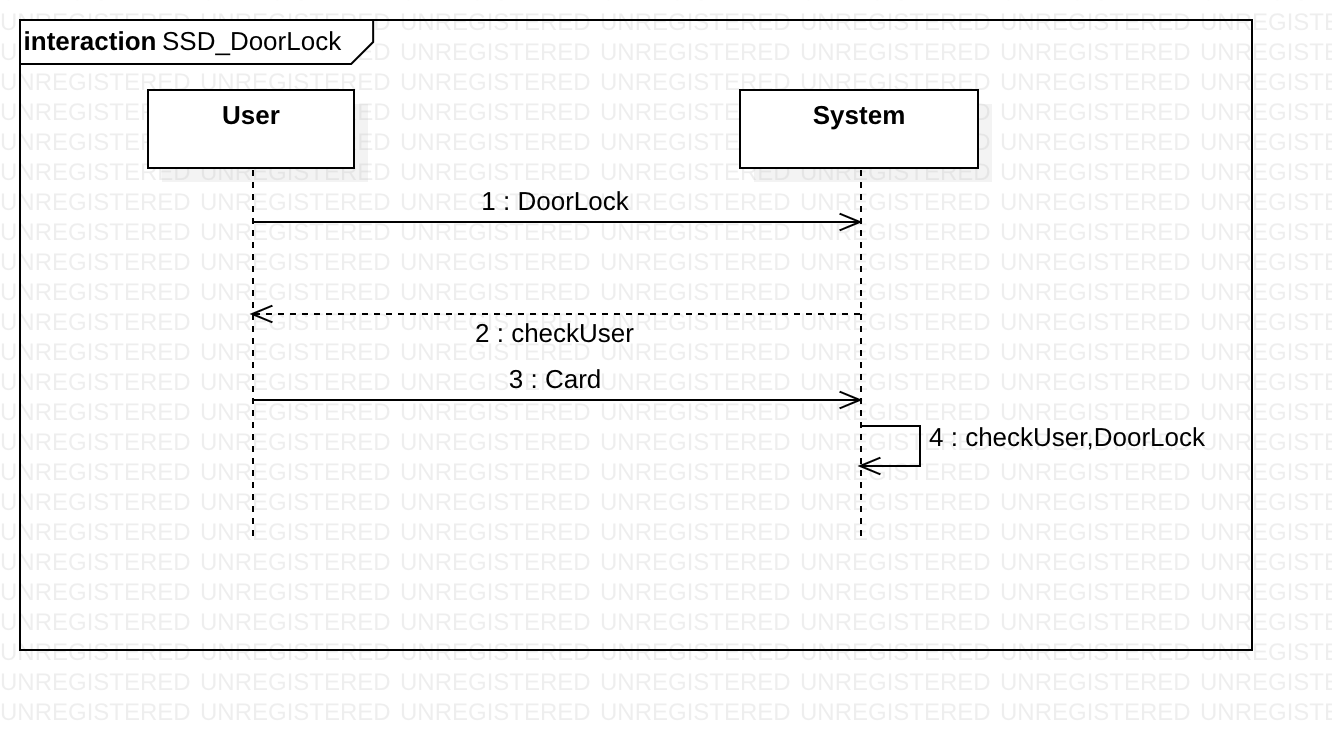 interaction SSD_DoorLock
User
System
1 : DoorLock
2 : checkUser
3 : Card
4 : checkUser,DoorLock
UNREGISTERED UNREGISTERED UNREGISTERED UNREGISTERED UNREGISTERED UNREGISTERED